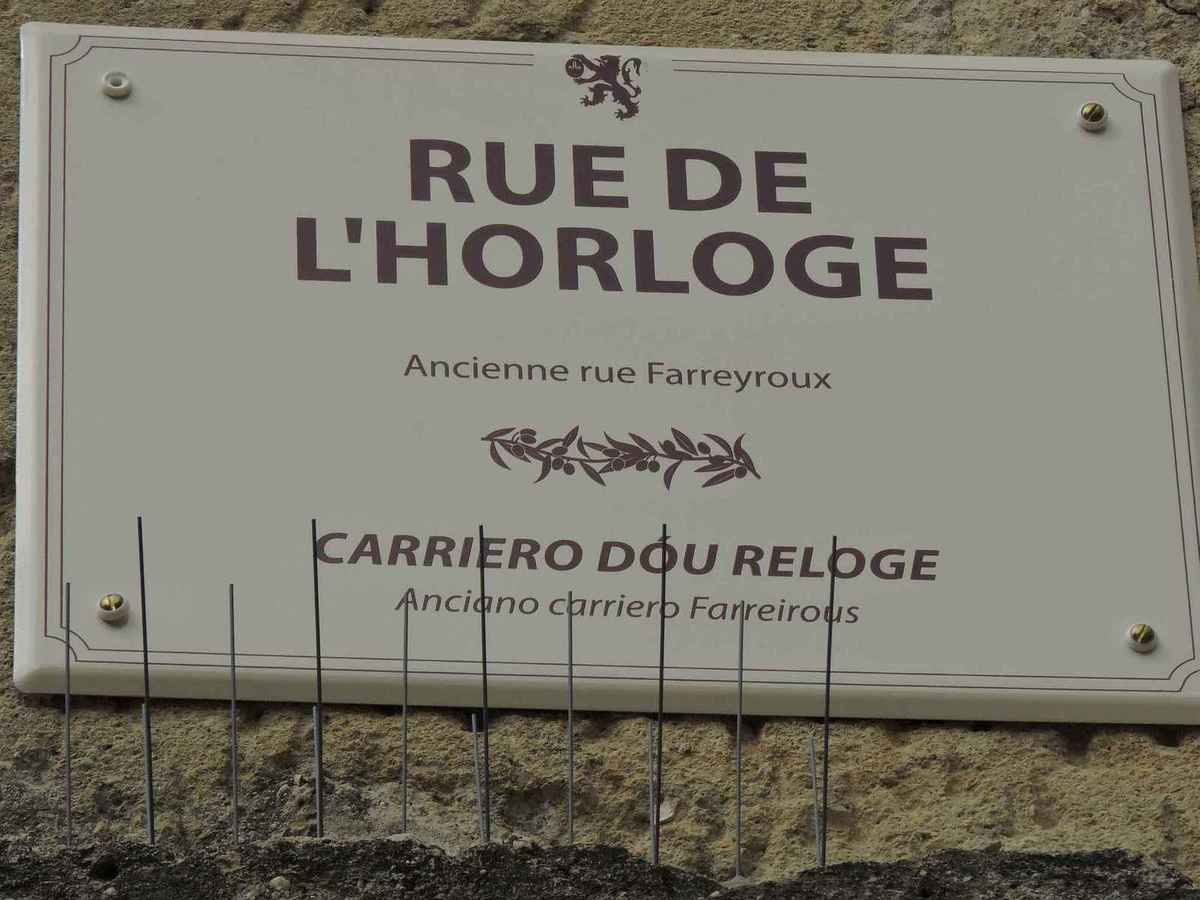 RUE DE
L'HORLOGE
Ancienne rue Farreyroux
CARRIERO DÓU RELOGE
Anciano carriero Farreirous